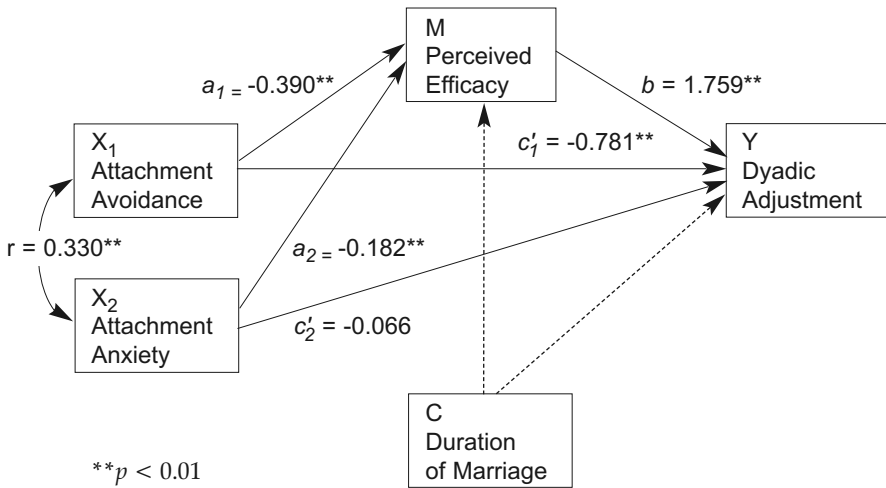 M
Perceived
Efficacy
a1 = -0.390**
b = 1.759**
X1
Attachment
Avoidance
c′1 = -0.781**
Y
Dyadic
Adjustment
r = 0.330**
a2 = -0.182**
X2
Attachment
Anxiety
c′2 = -0.066
C
Duration
of Marriage
**p < 0.01